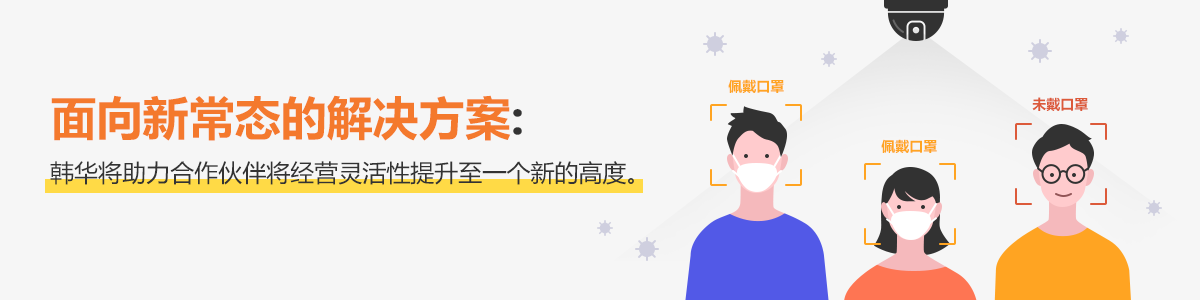 面向新常态的解决方案:
韩华将助力合作伙伴将经营灵活性提升至一个新的高度。
佩戴口罩
佩戴口罩
未戴口罩